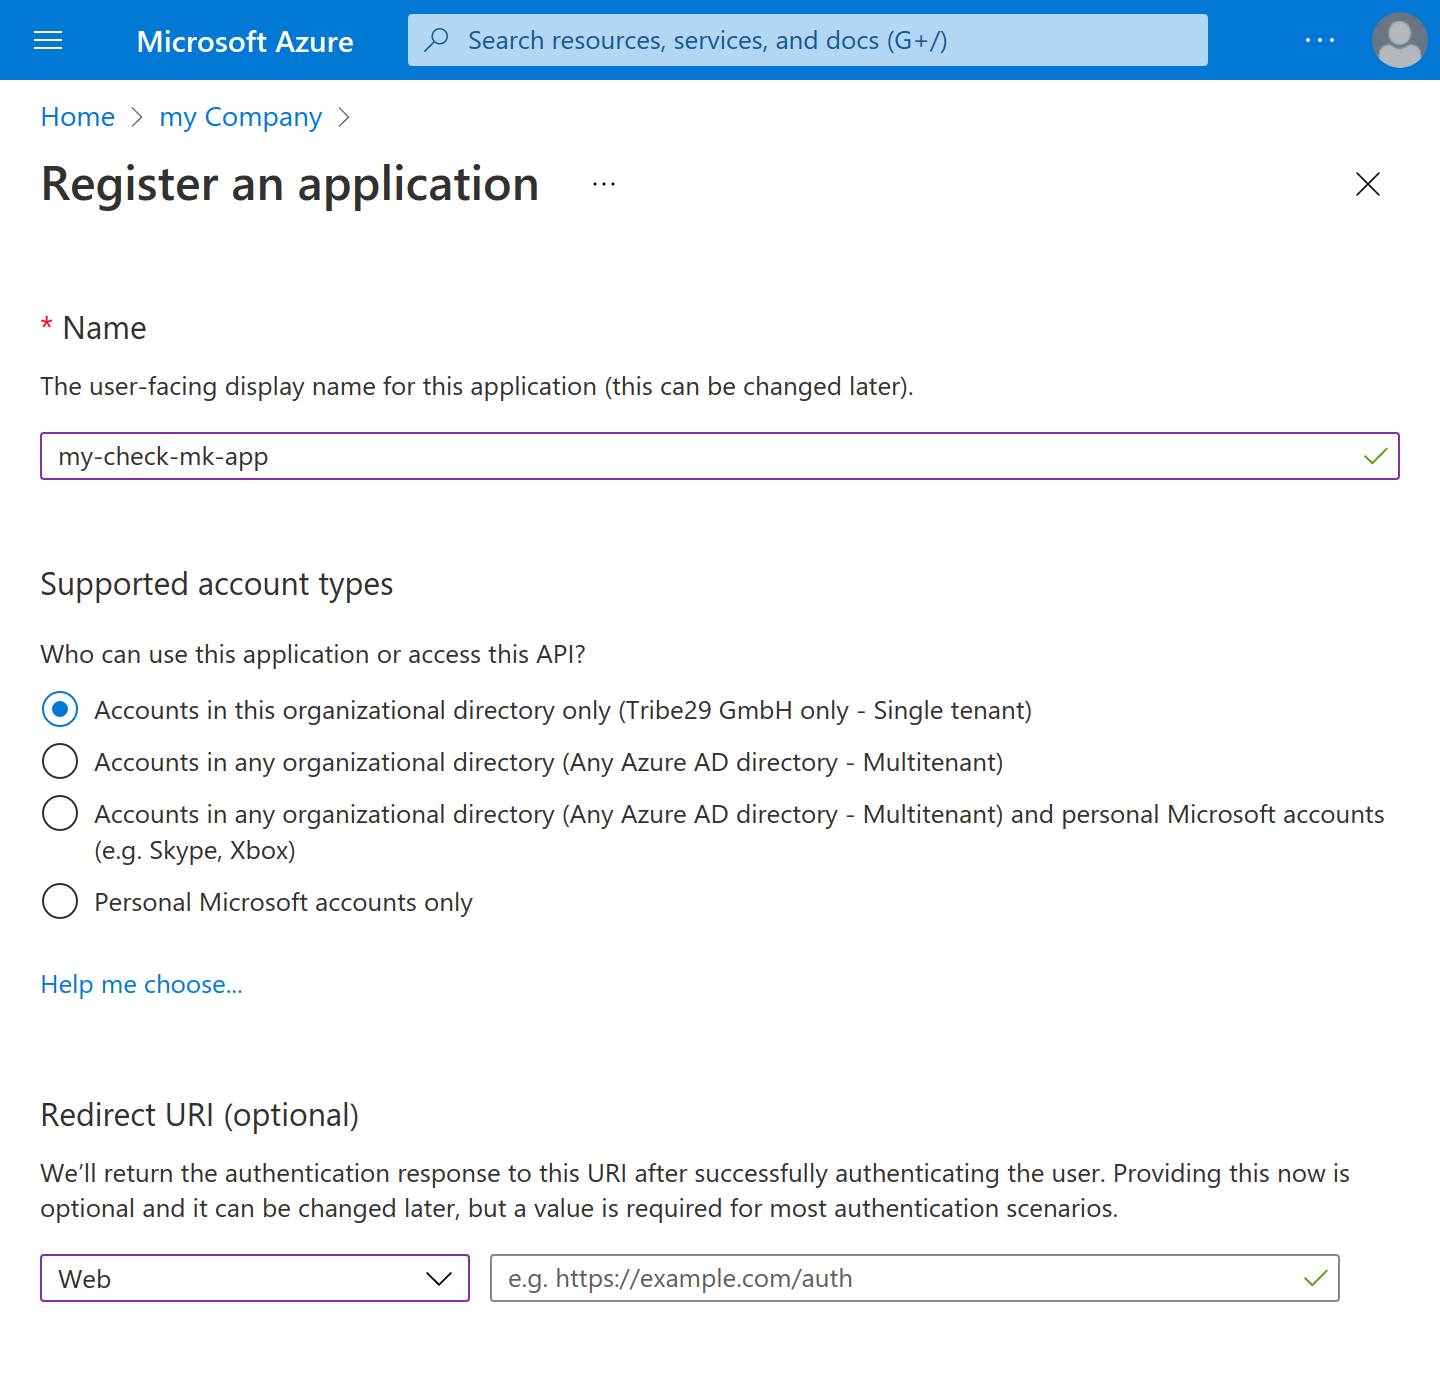 Microsoft Azure
Search resources, services, and docs (G+/)
Home
my Company
Register an application
* Name
The user-facing display name for this application (this can be changed later).
my-check-mk-app
Supported account types
Who can use this application or access this API?
Accounts in this organizational directory only (Tribe29 GmbH only - Single tenant)
Accounts in any organizational directory (Any Azure AD directory - Multitenant)
Accounts in any organizational directory (Any Azure AD directory - Multitenant) and personal Microsoft accounts
(e.g. Skype, Xbox)
Personal Microsoft accounts only
Help me choose...
Redirect URI (optional)
We’ll return the authentication response to this URI after successfully authenticating the user. Providing this now is
optional and it can be changed later, but a value is required for most authentication scenarios.
Web
e.g. https://example.com/auth